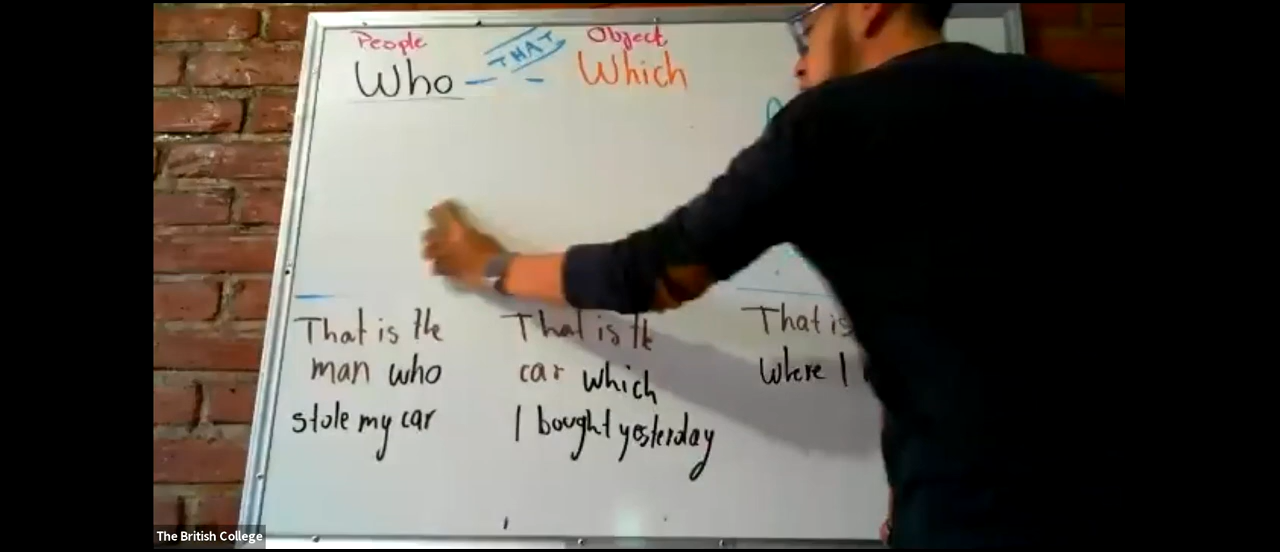 People
THAT
Object
Who
Which
That is the
man who
stole my car
That is the
car which
I bought yesterday
That is
where I
The British College